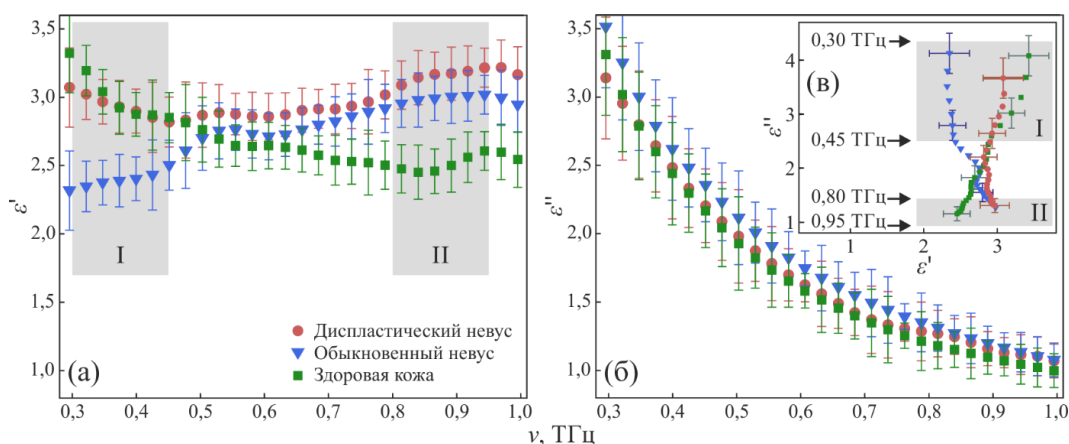 3,5
3,0
2,5
2,0
1,5
1,0
ε'
I
II
Диспластический невус
Обыкновенный невус
Здоровая кожа
(а)
0,3 0,4 0,5 0,6 0,7 0,8 0,9 1,0
3,5
3,0
2,5
2,0
1,5
1,0
ε''
(б)
0,3 0,4 0,5 0,6 0,7 0,8 0,9 1,0
ν, ТГц
0,30 ТГц
0,45 ТГц
0,80 ТГц
0,95 ТГц
(в)
ε''
4
3
2
1
I
II
1 2 3
ε'